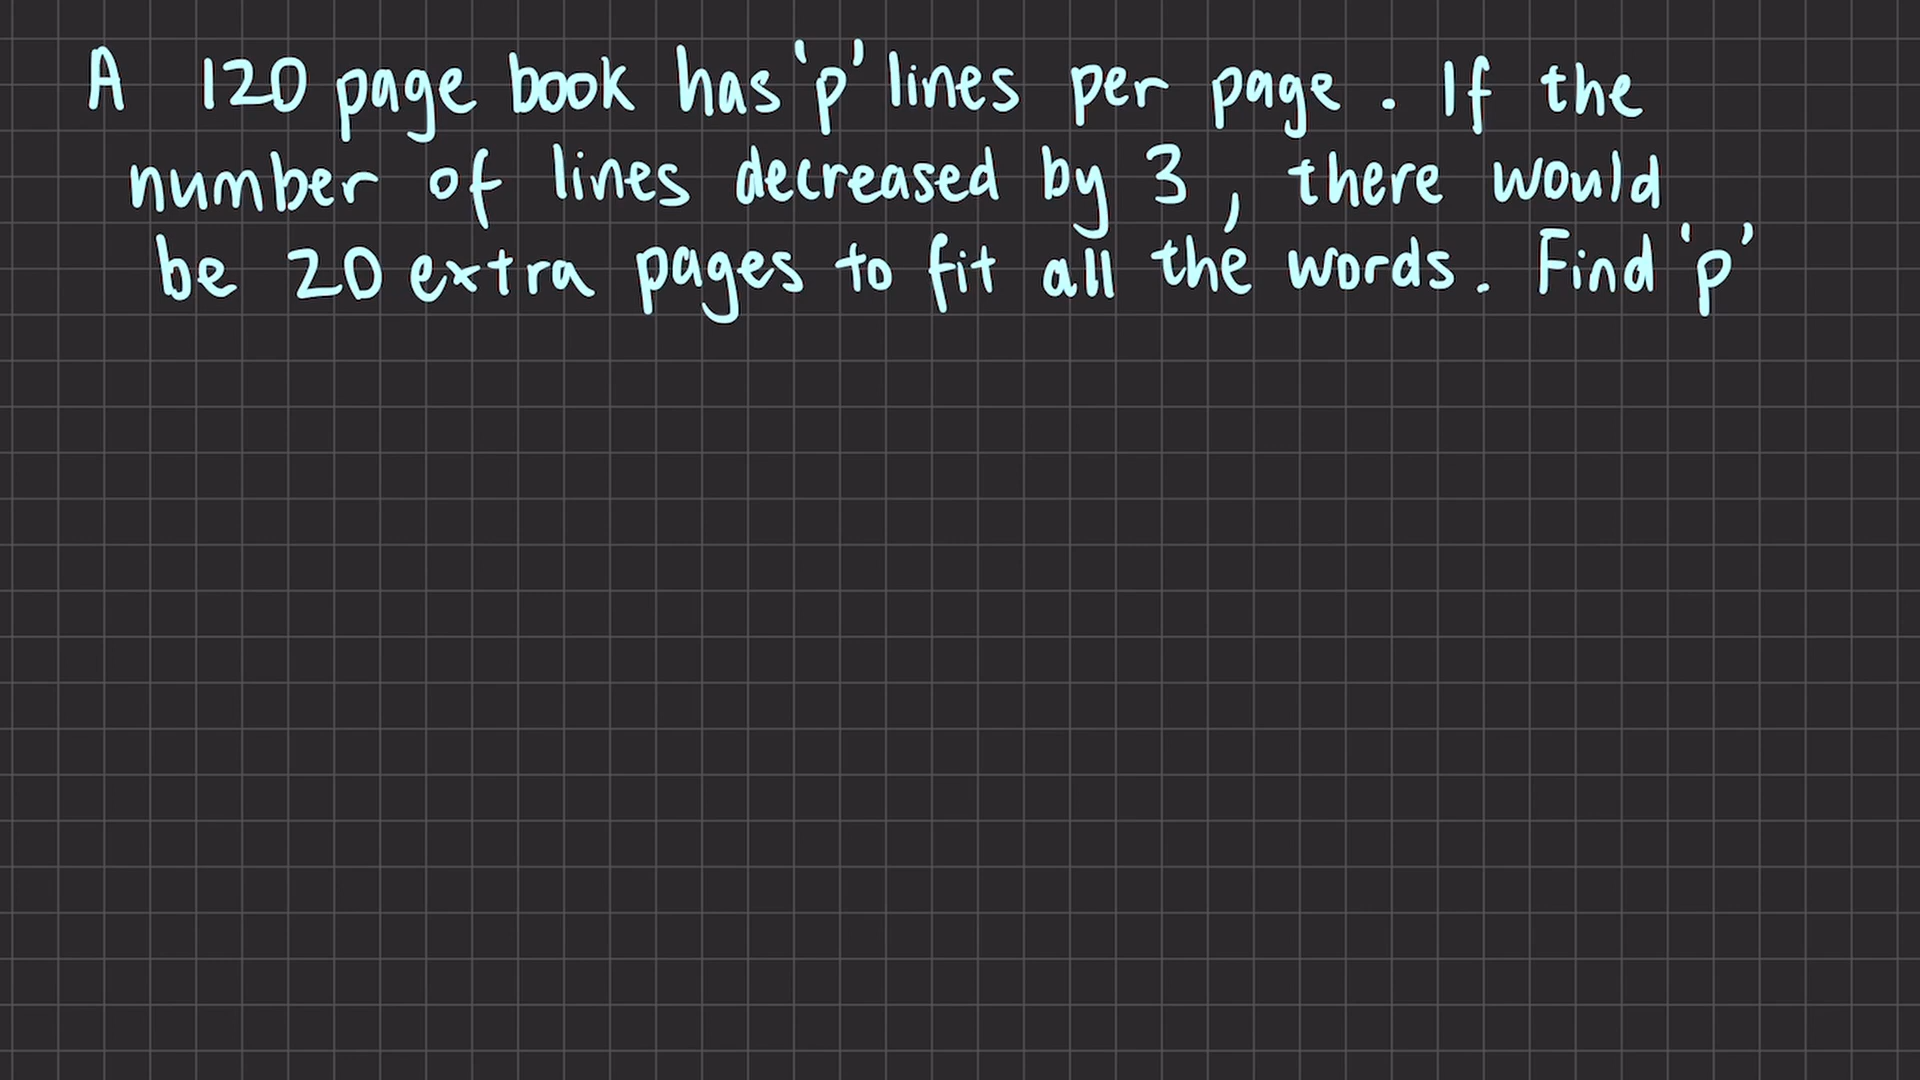 A 120 page book has 'p' lines per page. If the
number of lines decreased by 3, there would
be 20 extra pages to fit all the words. Find 'p'